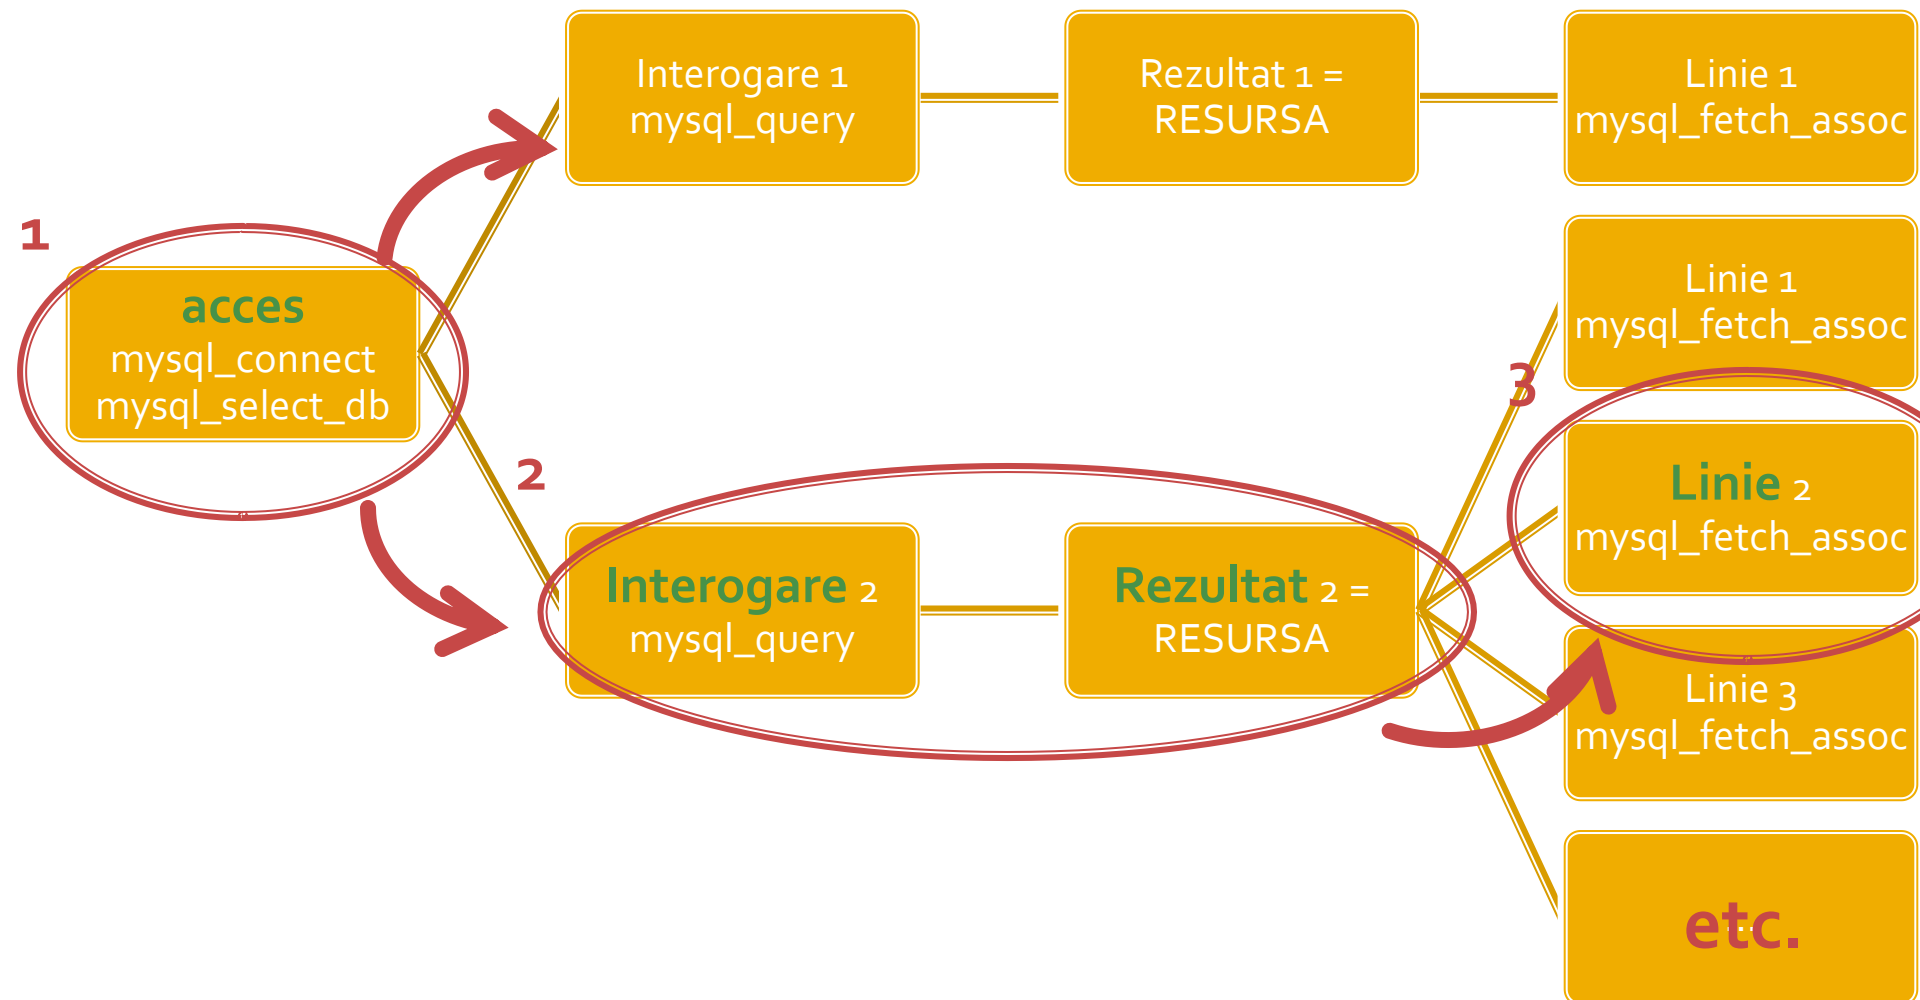 Interogare 1
mysql_query
Rezultat 1 =
RESURSA
Linie 1
mysql_fetch_assoc
1
acces
mysql_connect
mysql_select_db
Linie 1
mysql_fetch_assoc
2
3
Interogare 2
mysql_query
Rezultat 2 =
RESURSA
Linie 2
mysql_fetch_assoc
Linie 3
mysql_fetch_assoc
etc.